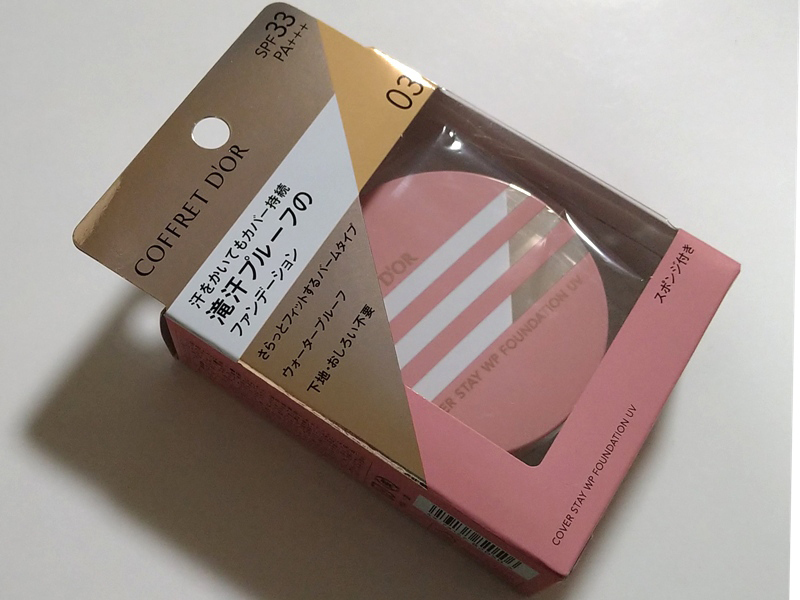 SPF33
PA+++
03
COFFRET D'OR
汗をかいてもカバー持続
滝汗プルーフの
ファンデーション
さらっとフィットするバームタイプ
ウォータープルーフ
下地・おしろい不要
D'OR
ER STAY WP FOUNDATION UV
スポンジ付き
COVER STAY WP FOUNDATION UV